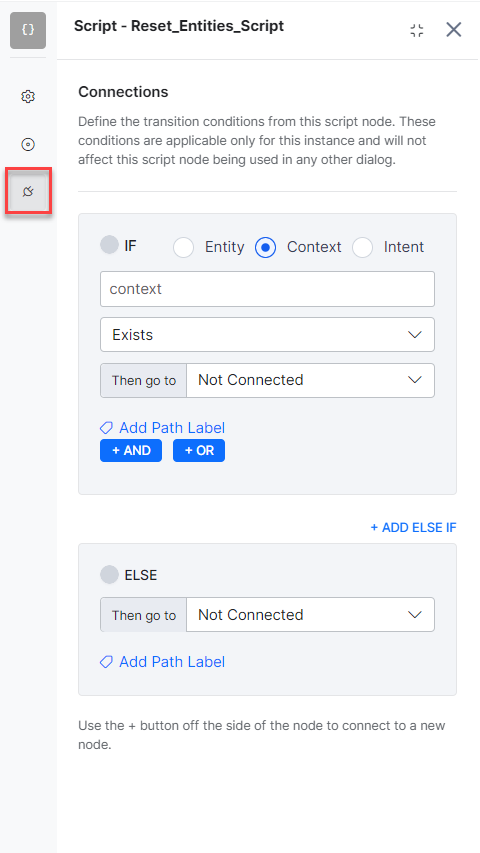 {}
Script - Reset_Entities_Script
Connections
Define the transition conditions from this script node. These
conditions are applicable only for this instance and will not
affect this script node being used in any other dialog.
IF Entity Context Intent
context
Exists
Then go to Not Connected
Add Path Label
+ AND + OR
+ ADD ELSE IF
ELSE
Then go to Not Connected
Add Path Label
Use the + button off the side of the node to connect to a new
node.